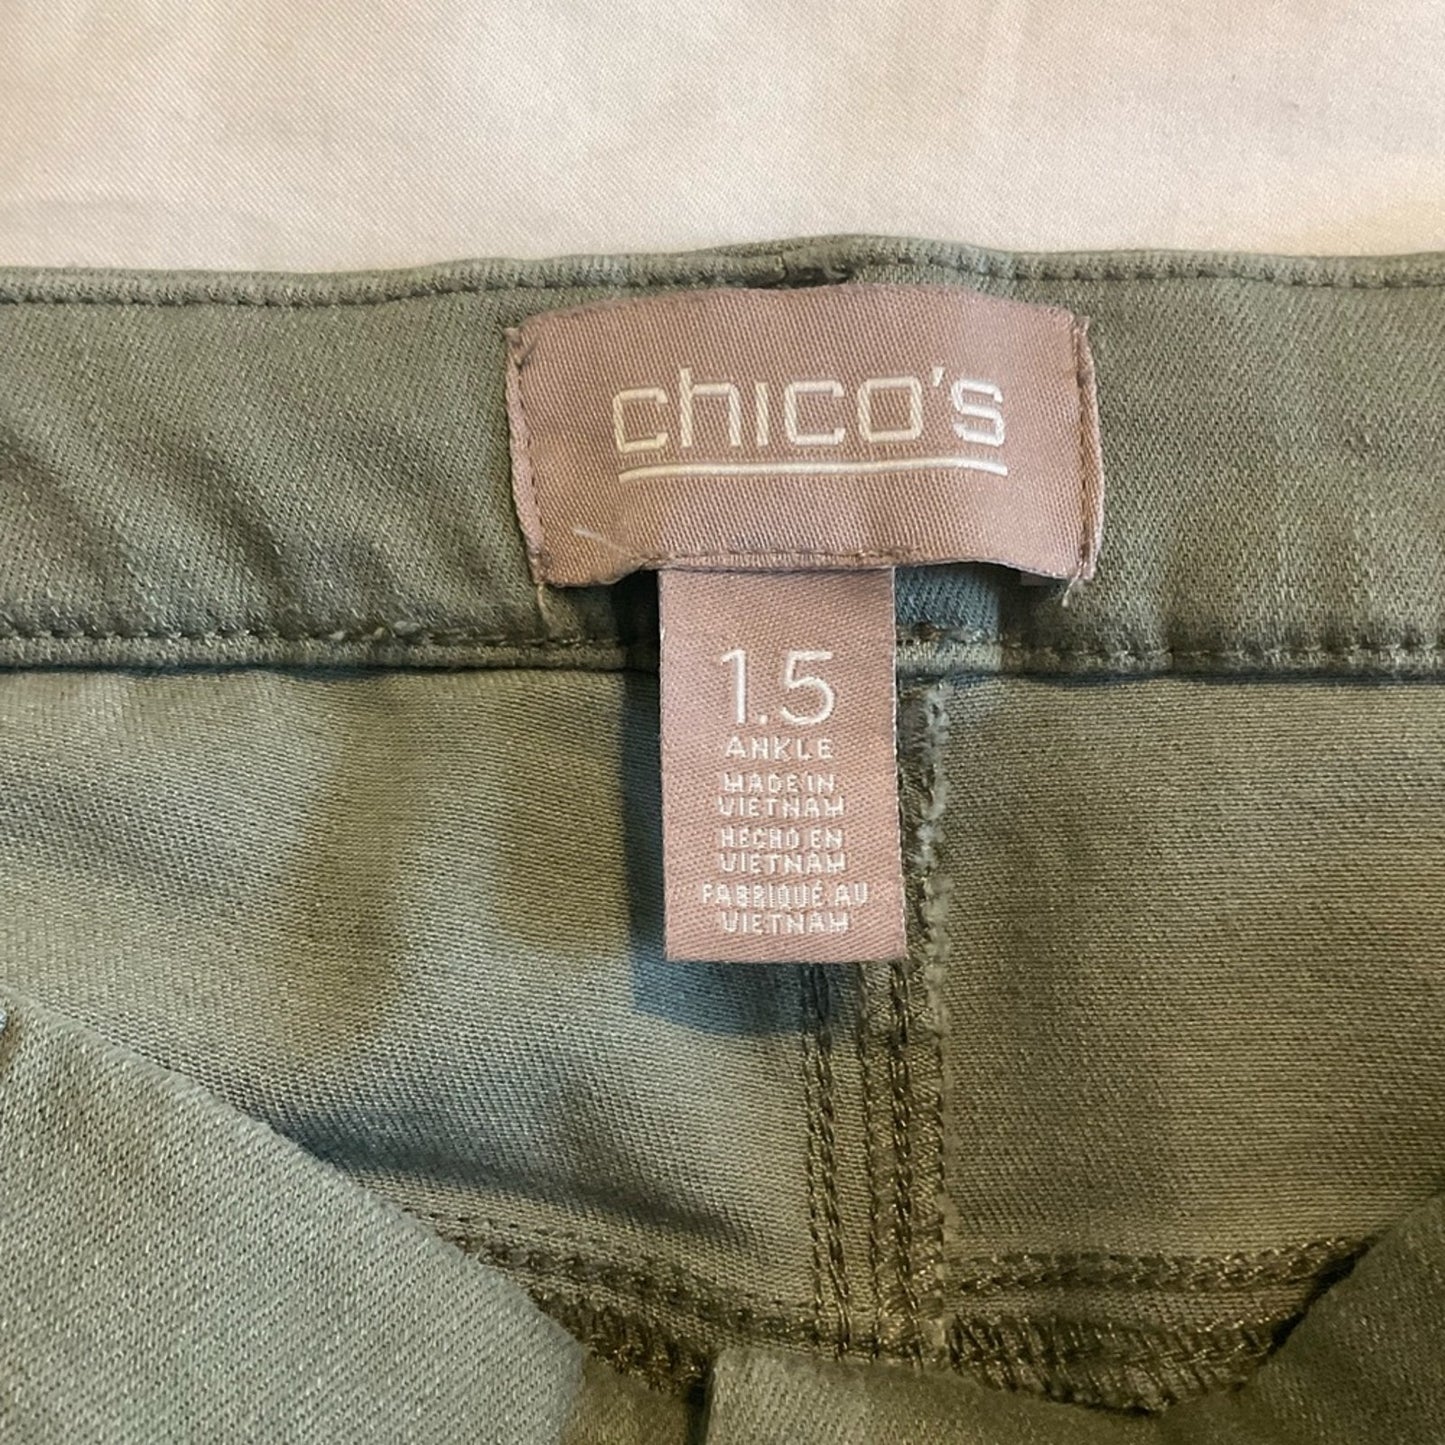 chico's
1.5
ANKLE
MADE IN
VIETNAM
HECHO EN
VIETNAM
FABRIQUÉ AU
VIETNAM